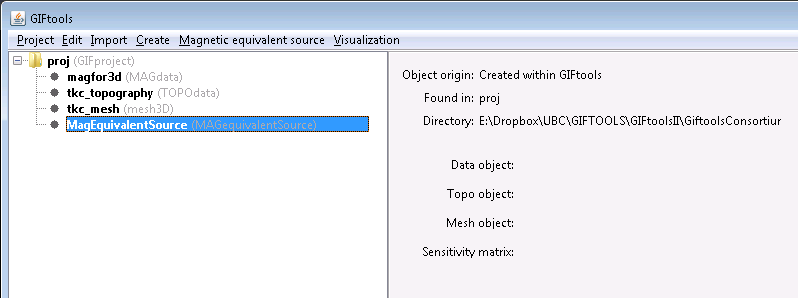 GIFtools
Project Edit Import Create Magnetic equivalent source Visualization
proj (GIFproject)
magfor3d (MAGdata)
tkc_topography (TOPOdata)
tkc_mesh (mesh3D)
MagEquivalentSource (MAGequivalentSource)
Object origin: Created within GIFtools
Found in: proj
Directory: E:\Dropbox\UBC\GIFTOOLS\GIFtoolsII\GiftoolsConsortiur
Data object:
Topo object:
Mesh object:
Sensitivity matrix: